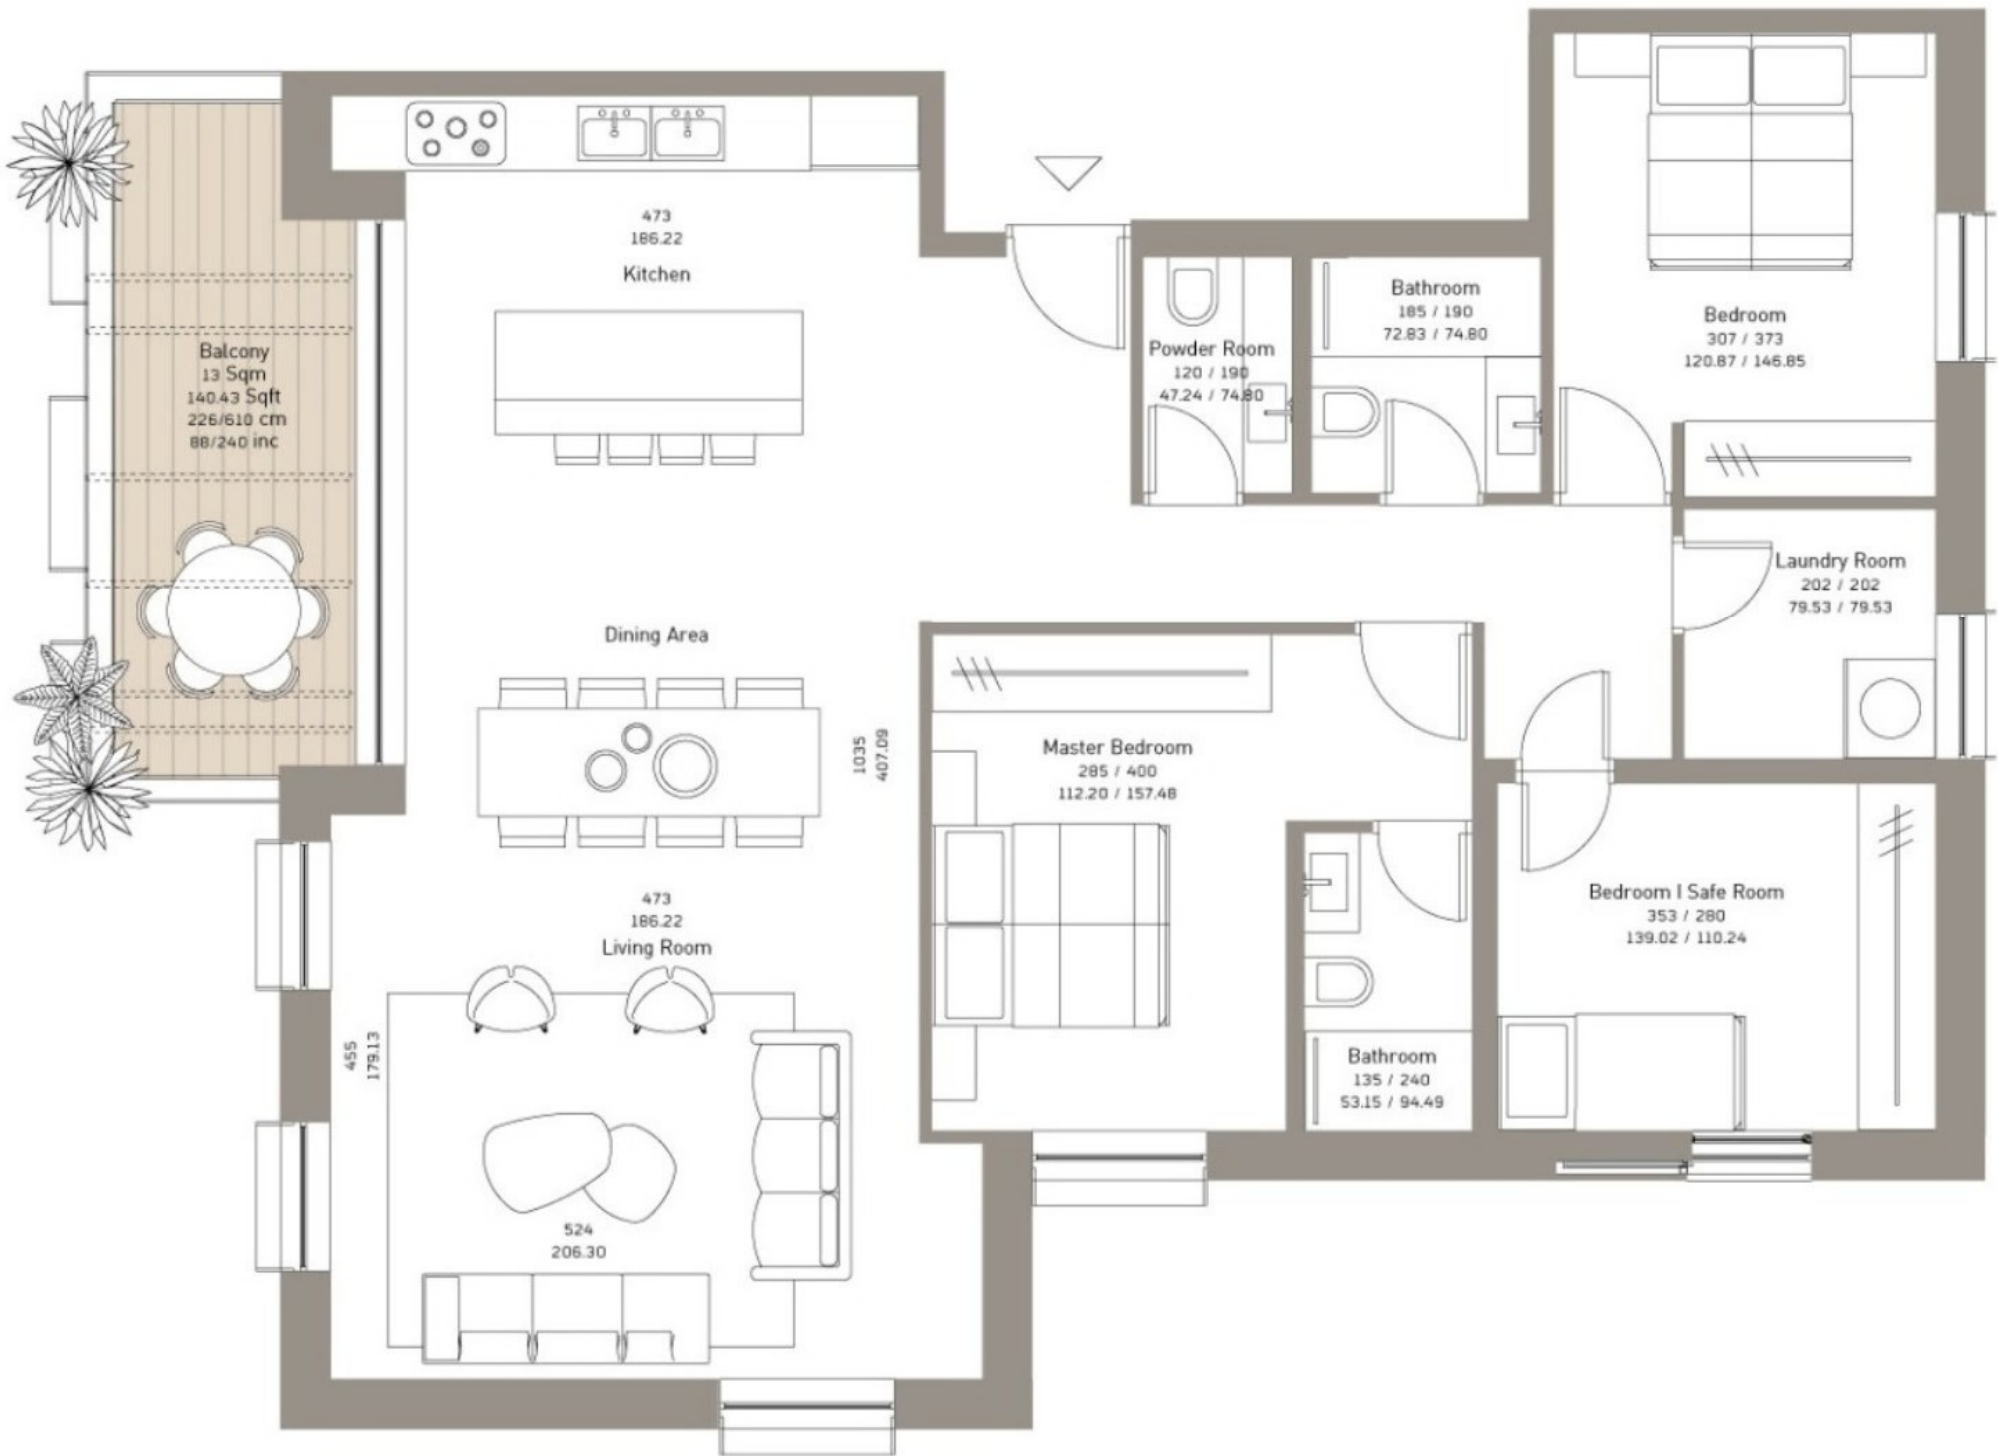 473
186.22
Kitchen
Balcony
13 Sqm
140.43 Sqft
226/610 cm
88/240 inc
Powder Room
120 / 190
47.24 / 74.80
Bathroom
185 / 190
72.83 / 74.80
Bedroom
307 / 373
120.87 / 146.85
Laundry Room
202 / 202
79.53 / 79.53
Dining Area
1035
407.09
Master Bedroom
285 / 400
112.20 / 157.48
473
186.22
Living Room
455
179.13
524
206.30
Bathroom
135 / 240
53.15 / 94.49
Bedroom I Safe Room
353 / 280
139.02 / 110.24